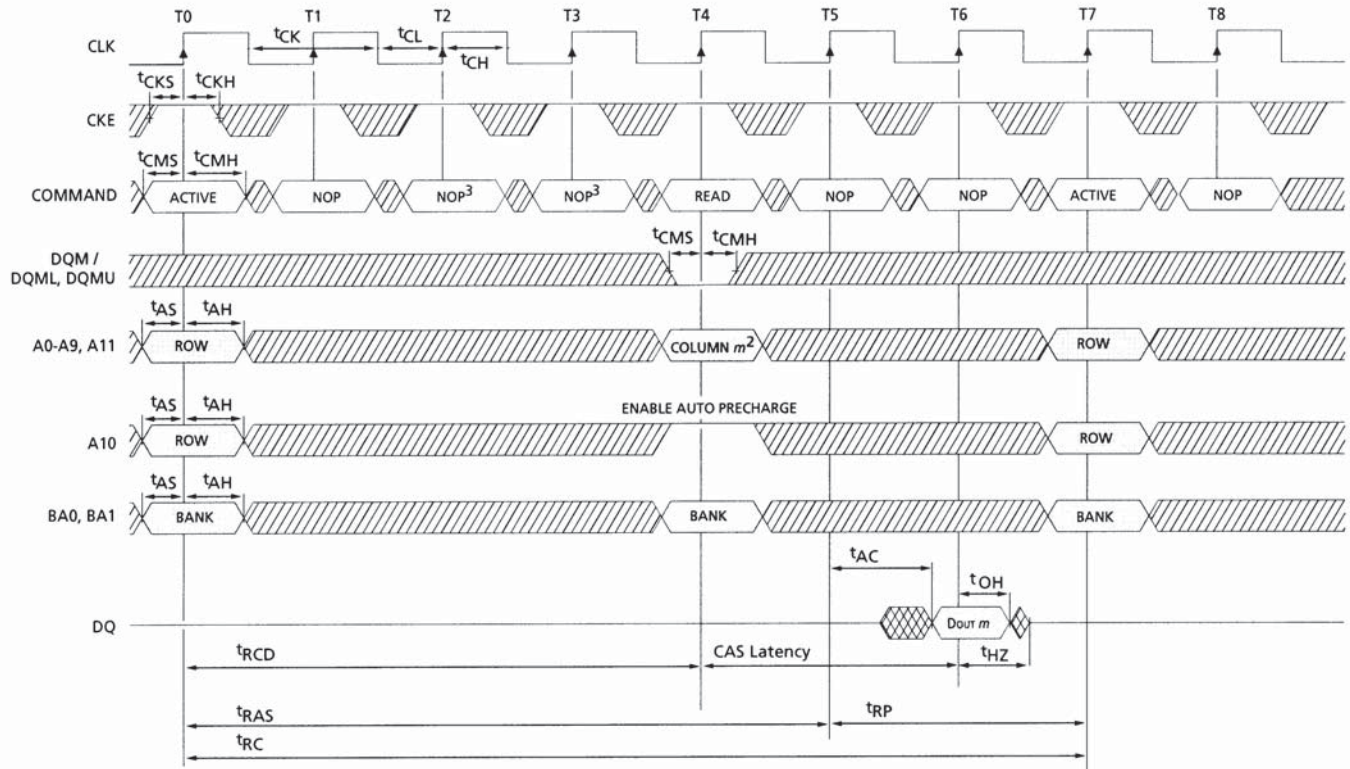 T0 T1 T2 T3 T4 T5 T6 T7 T8
CLK
tCK tCL
tCH
tCKS tCKH
CKE
tCMS tCMH
COMMAND ACTIVE NOP NOP3 NOP3 READ NOP NOP ACTIVE NOP
tCMS tCMH
DQM /
DQML, DQMU
tAS tAH
A0-A9, A11 ROW COLUMN m2 ROW
tAS tAH ENABLE AUTO PRECHARGE
A10 ROW ROW
tAS tAH
BA0, BA1 BANK BANK BANK
tAC
tOH
DQ DOUT m
tRCD CAS Latency tHZ
tRAS tRP
tRC